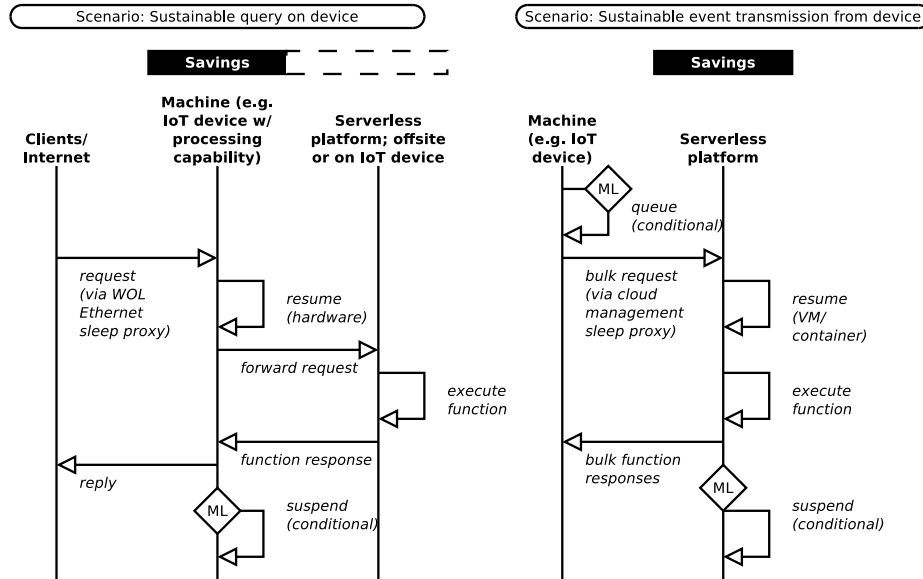 Scenario: Sustainable query on device
Savings
Clients/
Internet
Machine (e.g.
IoT device w/
processing
capability)
Serverless
platform; offsite
or on IoT device
request
(via WOL
Ethernet
sleep proxy)
resume
(hardware)
forward request
execute
function
function response
reply
ML
suspend
(conditional)
Scenario: Sustainable event transmission from device
Savings
Machine
(e.g. IoT
device)
Serverless
platform
ML
queue
(conditional)
bulk request
(via cloud
management
sleep proxy)
resume
(VM/
container)
execute
function
bulk function
responses
ML
suspend
(conditional)